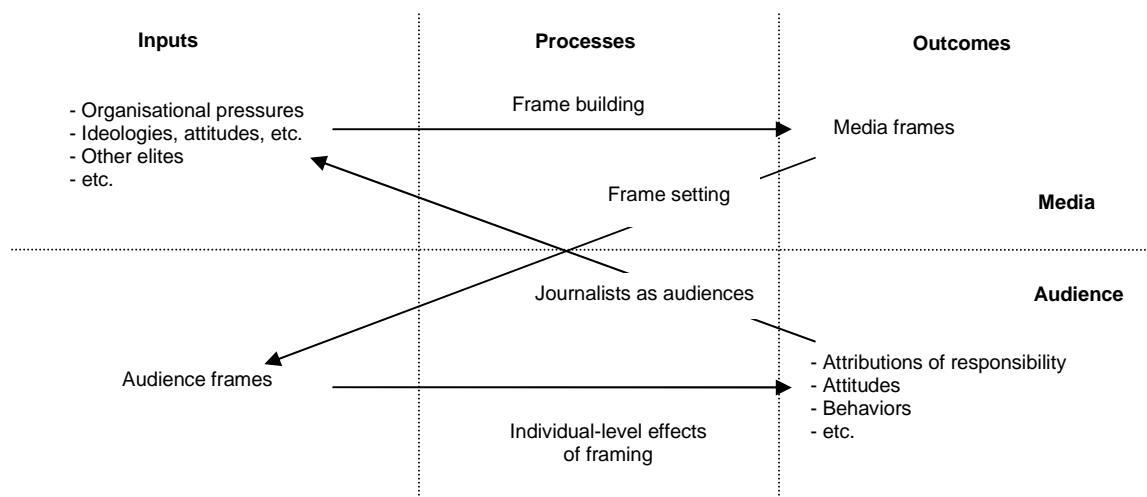 Inputs
Processes
Outcomes
- Organisational pressures
- Ideologies, attitudes, etc.
- Other elites
- etc.
Frame building
Media frames
Frame setting
Media
Journalists as audiences
Audience
Audience frames
- Attributions of responsibility
- Attitudes
- Behaviors
- etc.
Individual-level effects
of framing